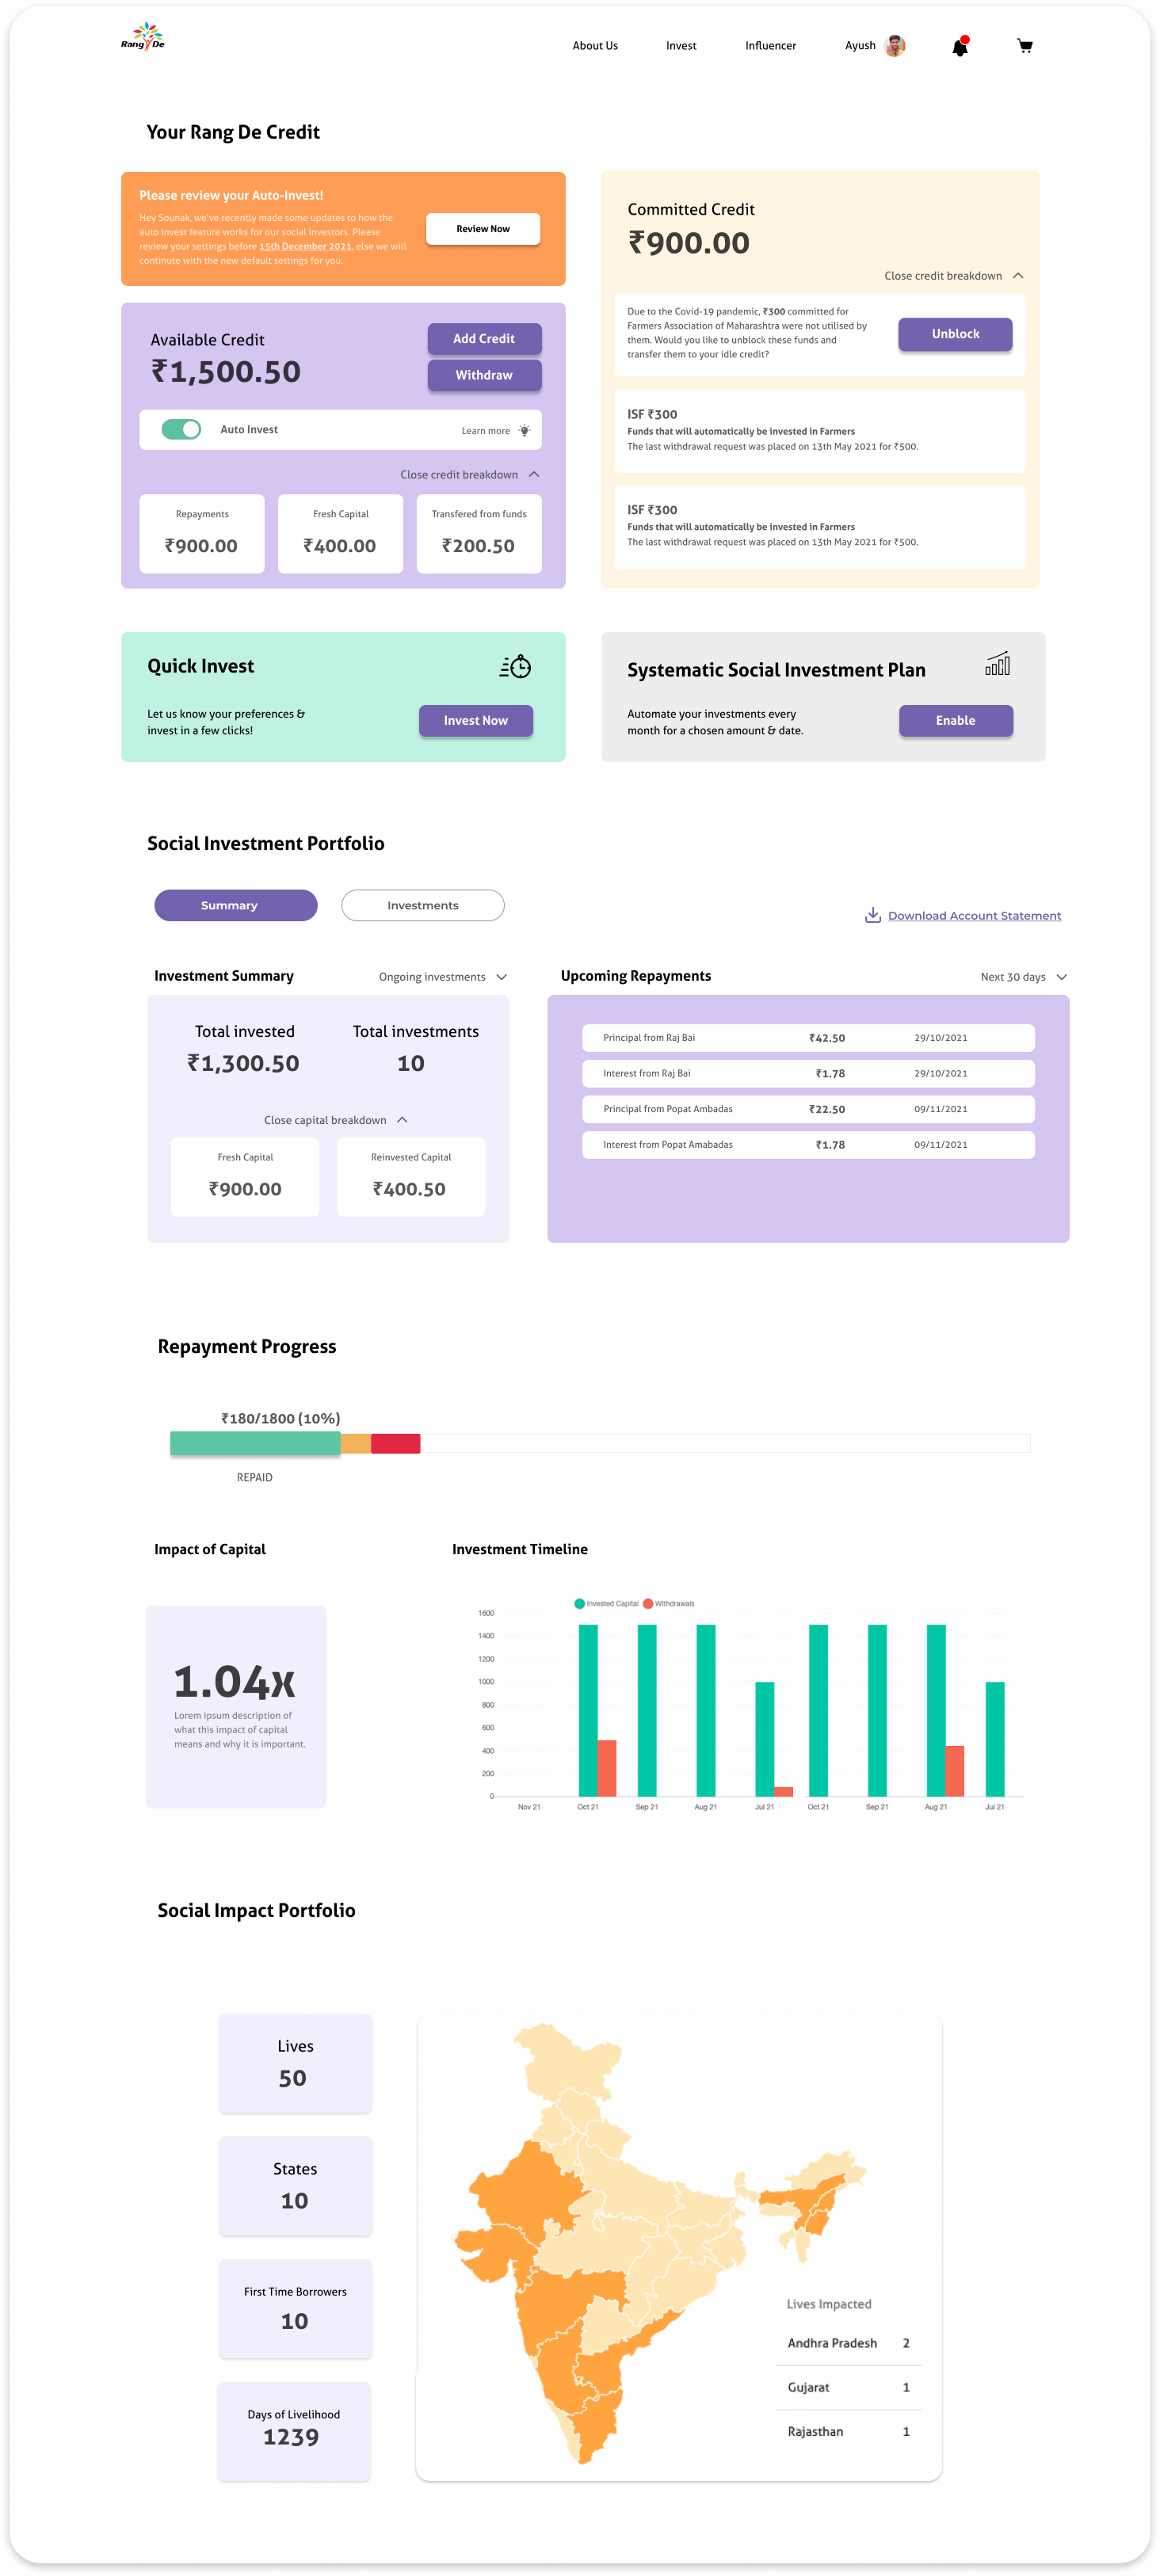 Rang De
About Us
Invest
Influencer
Ayush
Your Rang De Credit
Please review your Auto-Invest!
Hey Sounak, we've recently made some updates to how the
auto invest feature works for our social investors. Please
review your settings before 15th December 2021, else we will
continue with the new default settings for you.
Review Now
Available Credit
₹1,500.50
Add Credit
Withdraw
Auto Invest
Learn more
Close credit breakdown
Repayments
₹900.00
Fresh Capital
₹400.00
Transfered from funds
₹200.50
Committed Credit
₹900.00
Close credit breakdown
Due to the Covid-19 pandemic, ₹300 committed for
Farmers Association of Maharashtra were not utilised by
them. Would you like to unblock these funds and
transfer them to your idle credit?
Unblock
ISF ₹300
Funds that will automatically be invested in Farmers
The last withdrawal request was placed on 13th May 2021 for ₹500.
ISF ₹300
Funds that will automatically be invested in Farmers
The last withdrawal request was placed on 13th May 2021 for ₹500.
Quick Invest
Let us know your preferences &
invest in a few clicks!
Invest Now
Systematic Social Investment Plan
Automate your investments every
month for a chosen amount & date.
Enable
Social Investment Portfolio
Summary
Investments
Download Account Statement
Investment Summary
Ongoing investments
Total invested
₹1,300.50
Total investments
10
Close capital breakdown
Fresh Capital
₹900.00
Reinvested Capital
₹400.50
Upcoming Repayments
Next 30 days
Principal from Raj Bai ₹42.50 29/10/2021
Interest from Raj Bai ₹1.78 29/10/2021
Principal from Popat Ambadas ₹22.50 09/11/2021
Interest from Popat Amabadas ₹1.78 09/11/2021
Repayment Progress
₹180/1800 (10%)
REPAID
Impact of Capital
1.04x
Lorem ipsum description of
what this impact of capital
means and why it is important.
Investment Timeline
Invested Capital Withdrawals
1600
1400
1200
1000
800
600
400
200
0
Nov 21 Oct 21 Sep 21 Aug 21 Jul 21 Oct 21 Sep 21 Aug 21 Jul 21
Social Impact Portfolio
Lives
50
States
10
First Time Borrowers
10
Days of Livelihood
1239
Lives Impacted
Andhra Pradesh 2
Gujarat 1
Rajasthan 1